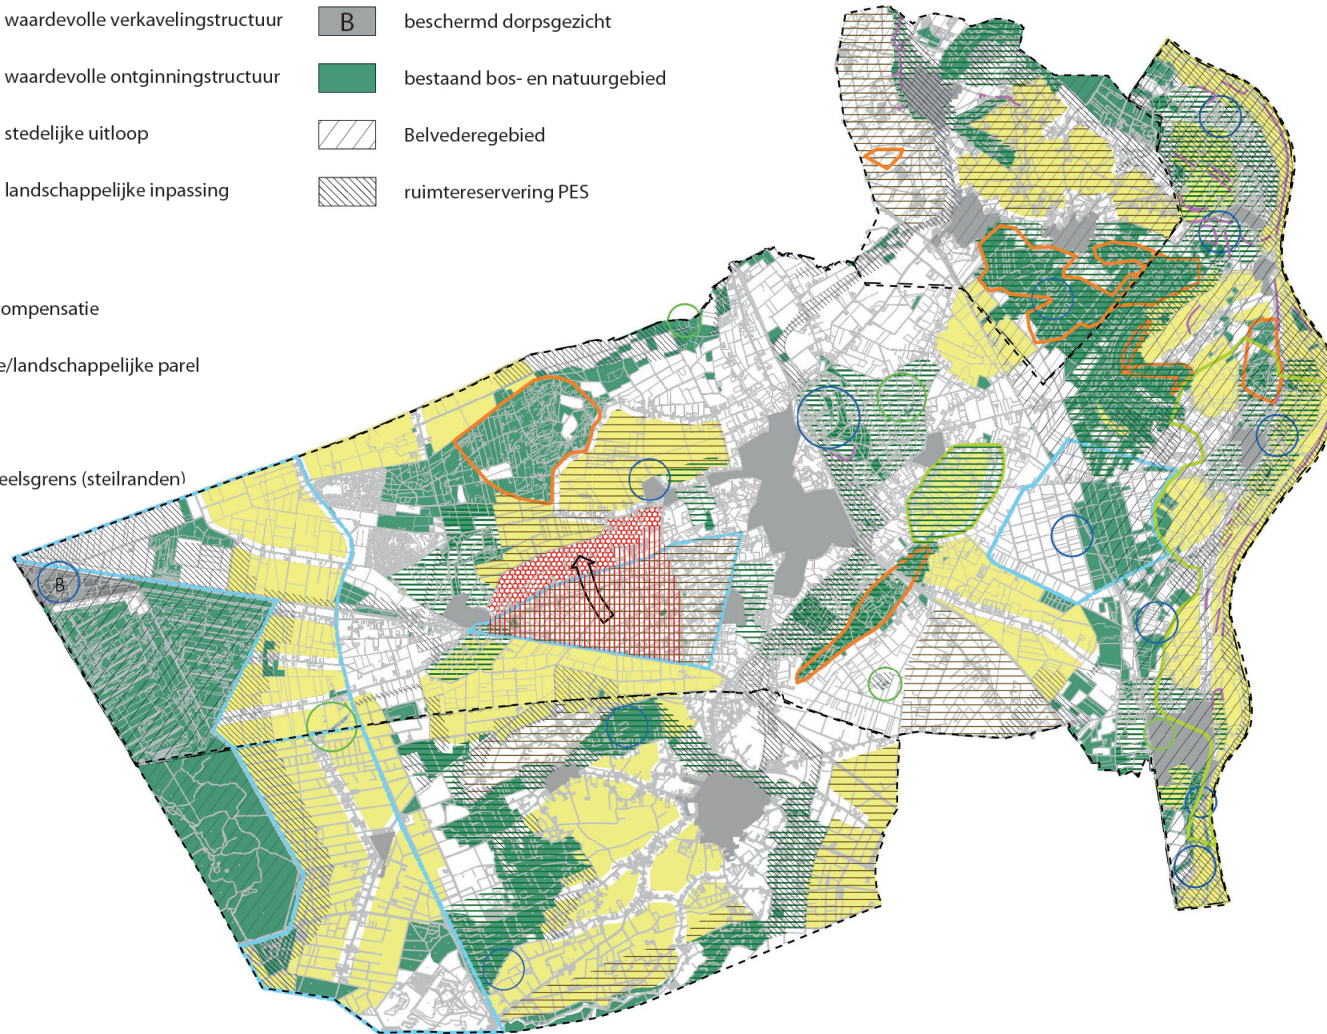 waardevolle verkavelingstructuur
B beschermd dorpsgezicht
waardevolle ontginningstructuur
bestaand bos- en natuurgebied
stedelijke uitloop
Belvederegebied
landschappelijke inpassing
ruimtereservering PES
ompensatie
e/landschappelijke parel
eelsgrens (steilranden)
B